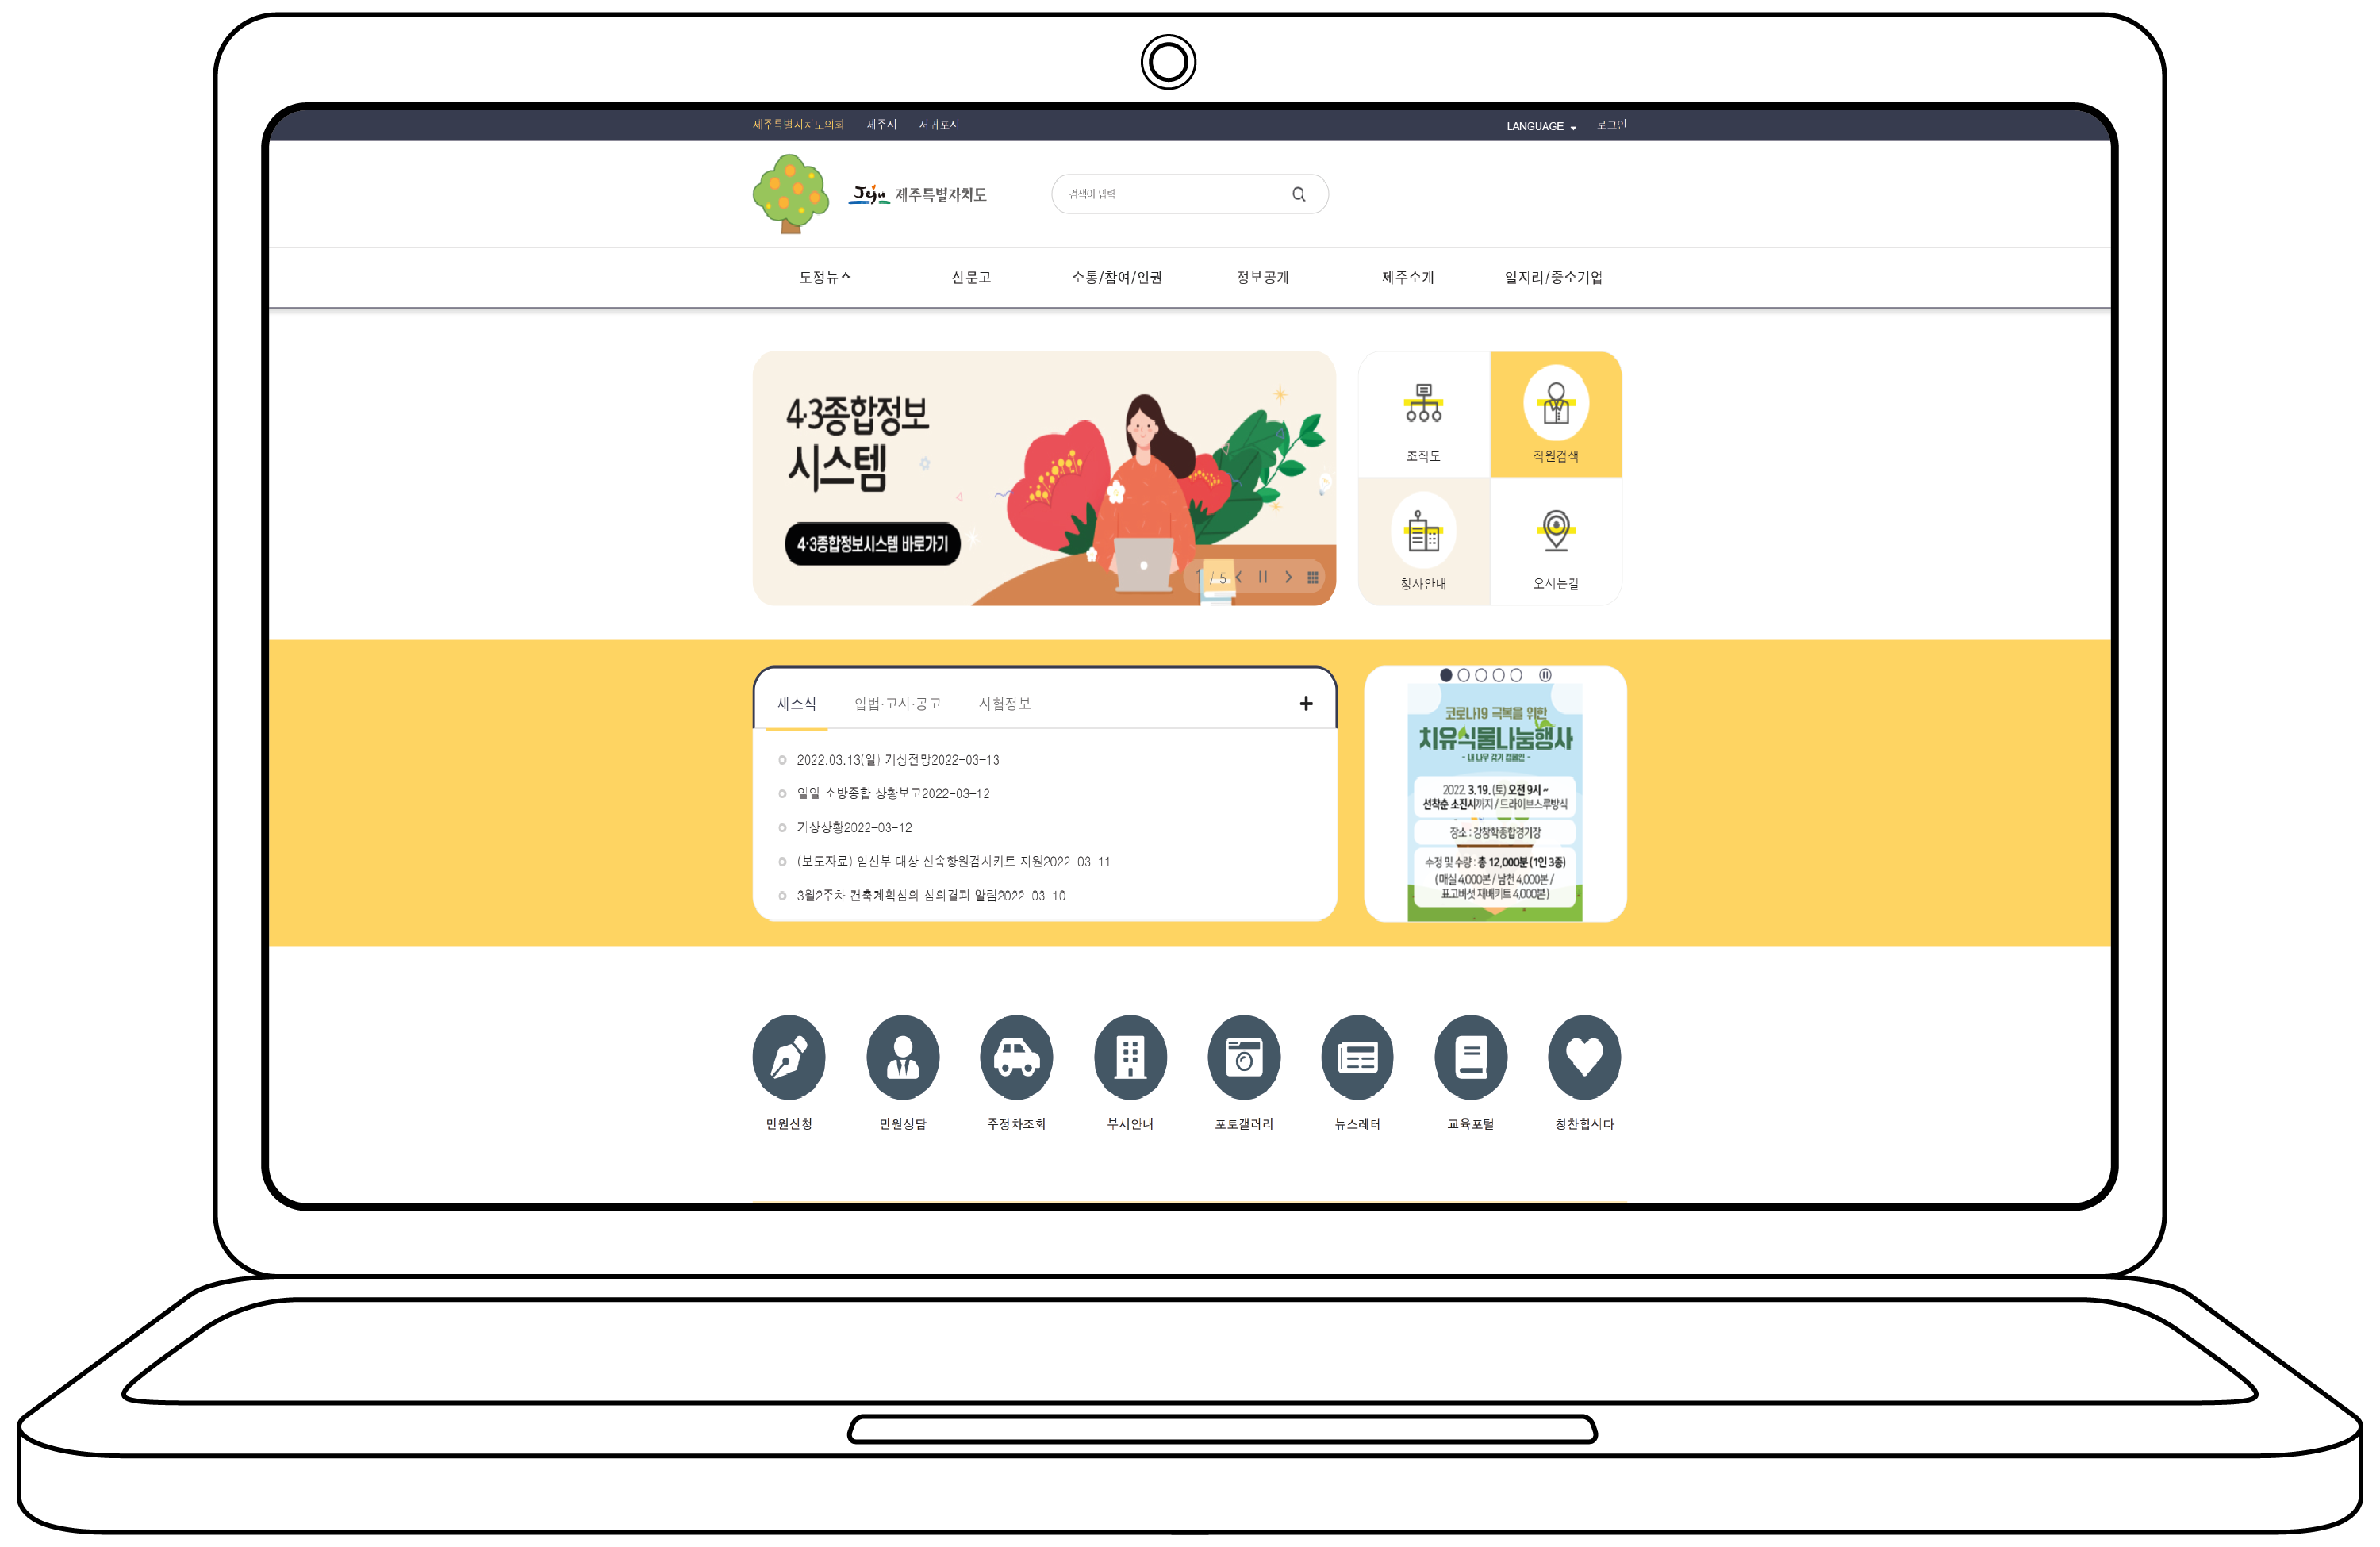 제주특별자치도의회 제주시 서귀포시 LANGUAGE 로그인
Jeju 제주특별자치도 검색어 입력
도정뉴스 신문고 소통/참여/인권 정보공개 제주소개 일자리/중소기업
4·3종합정보
시스템
4·3종합정보시스템 바로가기
1 / 5
조직도 직원검색
청사안내 오시는길
새소식 입법·고시·공고 시험정보
2022.03.13(일) 기상전망2022-03-13
일일 소방종합 상황보고2022-03-12
기상상황2022-03-12
(보도자료) 임신부 대상 신속항원검사키트 지원2022-03-11
3월2주차 건축계획심의 심의결과 알림2022-03-10
코로나19 극복을 위한
치유식물나눔행사
- 내 나무 갖기 캠페인 -
2022. 3.19. (토) 오전 9시 ~
선착순 소진시까지 / 드라이브스루방식
장소 : 강창학종합경기장
수정 및 수량 : 총 12,000분 (1인 3종)
(매실 4,000본 / 남천 4,000본 /
표고버섯 재배키트 4,000본)
민원신청 민원상담 주정차조회 부서안내 포토갤러리 뉴스레터 교육포털 칭찬합시다